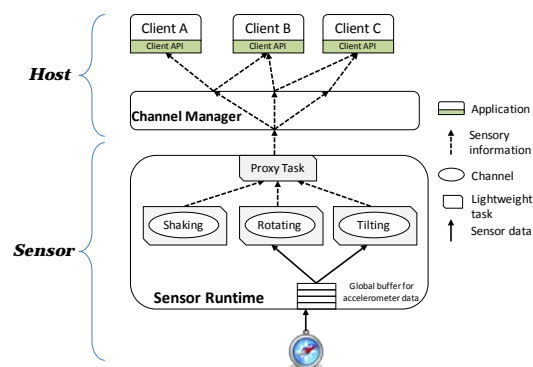 Client A
Client API
Client B
Client API
Client C
Client API
Host
Channel Manager
Application
Sensory
information
Channel
Lightweight
task
Sensor data
Proxy Task
Shaking
Rotating
Tilting
Sensor
Sensor Runtime
Global buffer for
accelerometer data